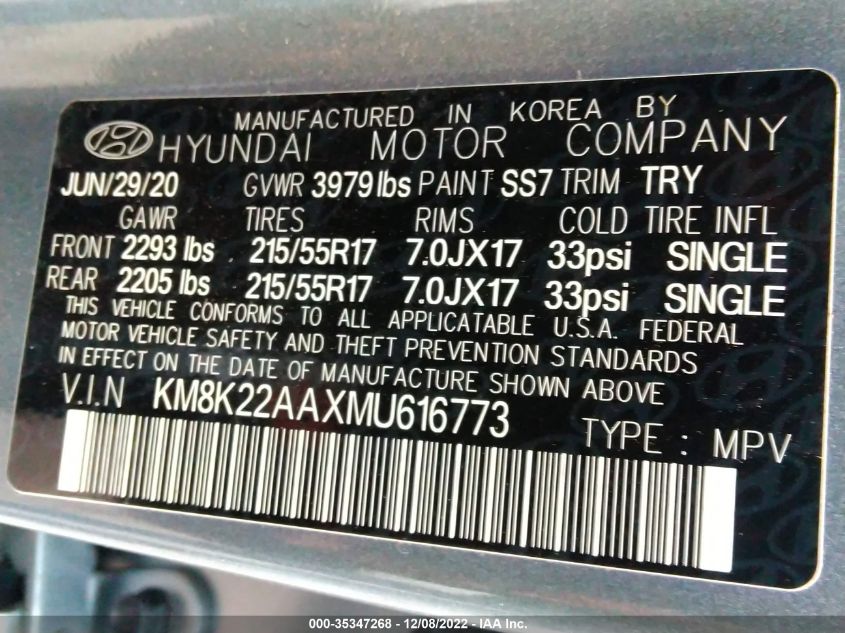 MANUFACTURED IN KOREA BY
HYUNDAI MOTOR COMPANY
JUN/29/20 GVWR 3979lbs PAINT SS7 TRIM TRY
GAWR TIRES RIMS COLD TIRE INFL
FRONT 2293 lbs 215/55R17 7.0JX17 33psi SINGLE
REAR 2205 lbs 215/55R17 7.0JX17 33psi SINGLE
THIS VEHICLE CONFORMS TO ALL APPLICATABLE U.S.A. FEDERAL
MOTOR VEHICLE SAFETY AND THEFT PREVENTION STANDARDS
IN EFFECT ON THE DATE OF MANUFACTURE SHOWN ABOVE
V.I.N KM8K22AAXMU616773
TYPE : MPV
000-35347268 - 12/08/2022 - IAA Inc.